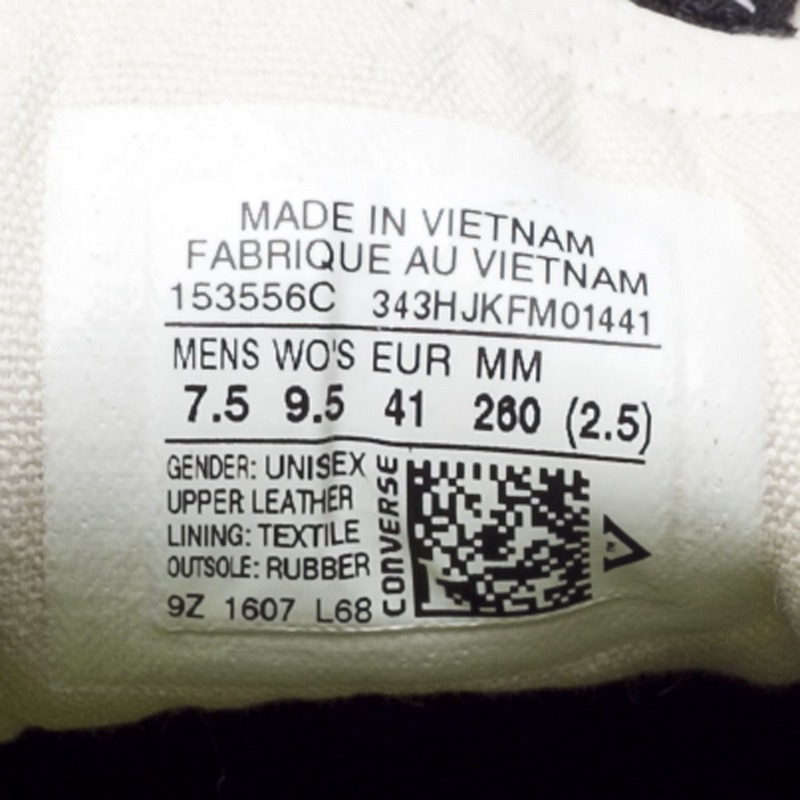 MADE IN VIETNAM
FABRIQUE AU VIETNAM
153556C 343HJKFM01441
MENS WO'S EUR MM
7.5 9.5 41 260 (2.5)
GENDER: UNISEX
UPPER LEATHER
LINING: TEXTILE
OUTSOLE: RUBBER
9Z 1607 L68
CONVERSE
V